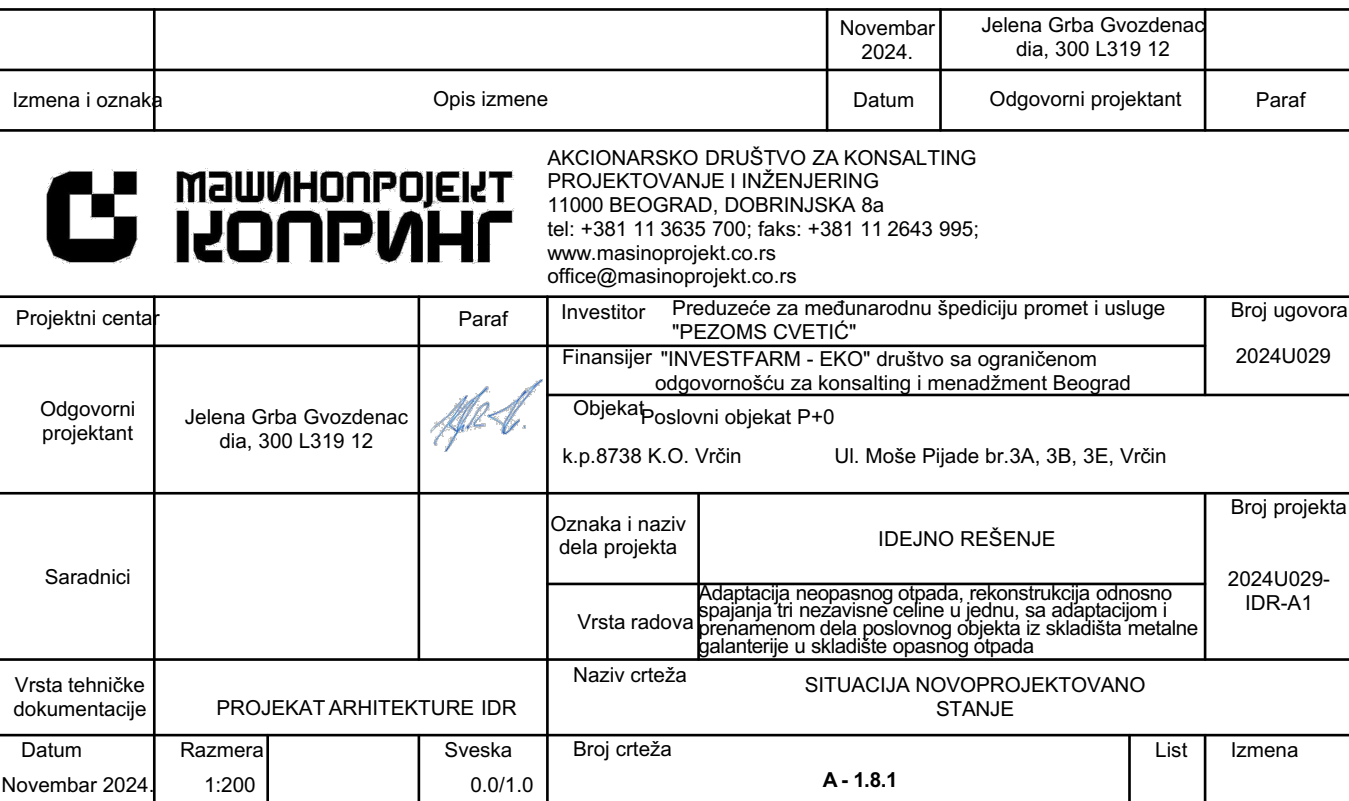 Novembar
2024.
Jelena Grba Gvozdenac
dia, 300 L319 12
Izmena i oznaka
Opis izmene
Datum
Odgovorni projektant
Paraf
машинопројект
копринг
AKCIONARSKO DRUŠTVO ZA KONSALTING
PROJEKTOVANJE I INŽENJERING
11000 BEOGRAD, DOBRINJSKA 8a
tel: +381 11 3635 700; faks: +381 11 2643 995;
www.masinoprojekt.co.rs
office@masinoprojekt.co.rs
Projektni centar
Paraf
Investitor
Preduzeće za međunarodnu špediciju promet i usluge
"PEZOMS CVETIĆ"
Broj ugovora
2024U029
Finansijer
"INVESTFARM - EKO" društvo sa ograničenom
odgovornošću za konsalting i menadžment Beograd
Odgovorni
projektant
Jelena Grba Gvozdenac
dia, 300 L319 12
Objekat
Poslovni objekat P+0
k.p.8738 K.O. Vrčin
Ul. Moše Pijade br.3A, 3B, 3E, Vrčin
Saradnici
Oznaka i naziv
dela projekta
IDEJNO REŠENJE
Broj projekta
2024U029-
IDR-A1
Vrsta radova
Adaptacija neopasnog otpada, rekonstrukcija odnosno
spajanja tri nezavisne celine u jednu, sa adaptacijom i
prenamenom dela poslovnog objekta iz skladišta metalne
galanterije u skladište opasnog otpada
Vrsta tehničke
dokumentacije
PROJEKAT ARHITEKTURE IDR
Naziv crteža
SITUACIJA NOVOPROJEKTOVANO
STANJE
Datum
Novembar 2024.
Razmera
1:200
Sveska
0.0/1.0
Broj crteža
A - 1.8.1
List
Izmena